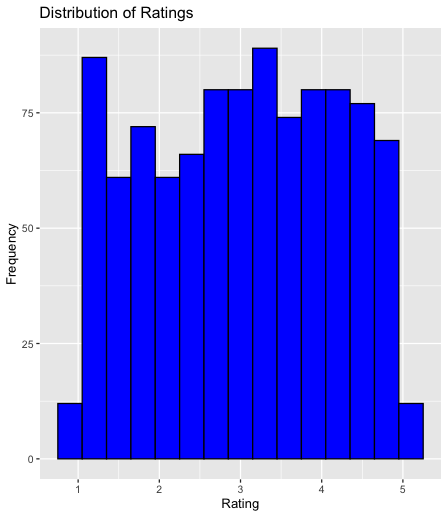 Distribution of Ratings
Frequency
75
50
25
0
1 2 3 4 5
Rating